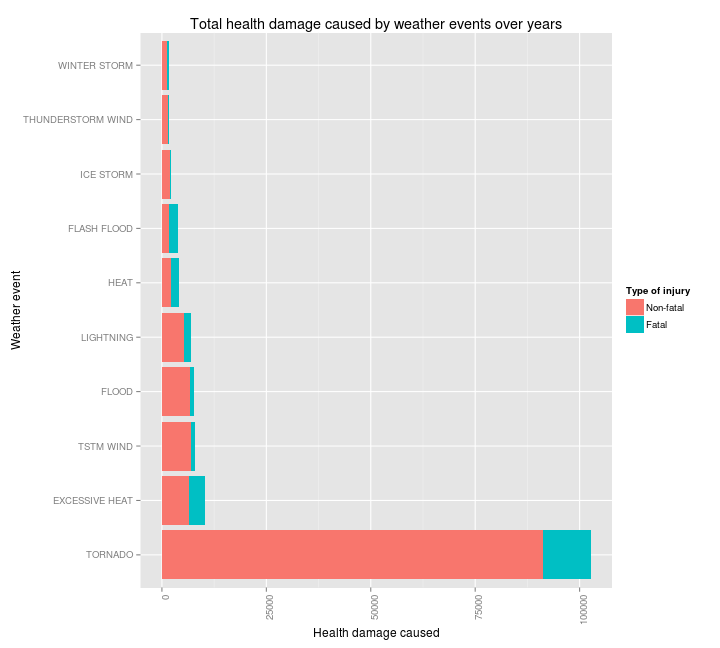 Total health damage caused by weather events over years
Weather event
WINTER STORM
THUNDERSTORM WIND
ICE STORM
FLASH FLOOD
HEAT
LIGHTNING
FLOOD
TSTM WIND
EXCESSIVE HEAT
TORNADO
0
25000
50000
75000
100000
Health damage caused
Type of injury
Non-fatal
Fatal